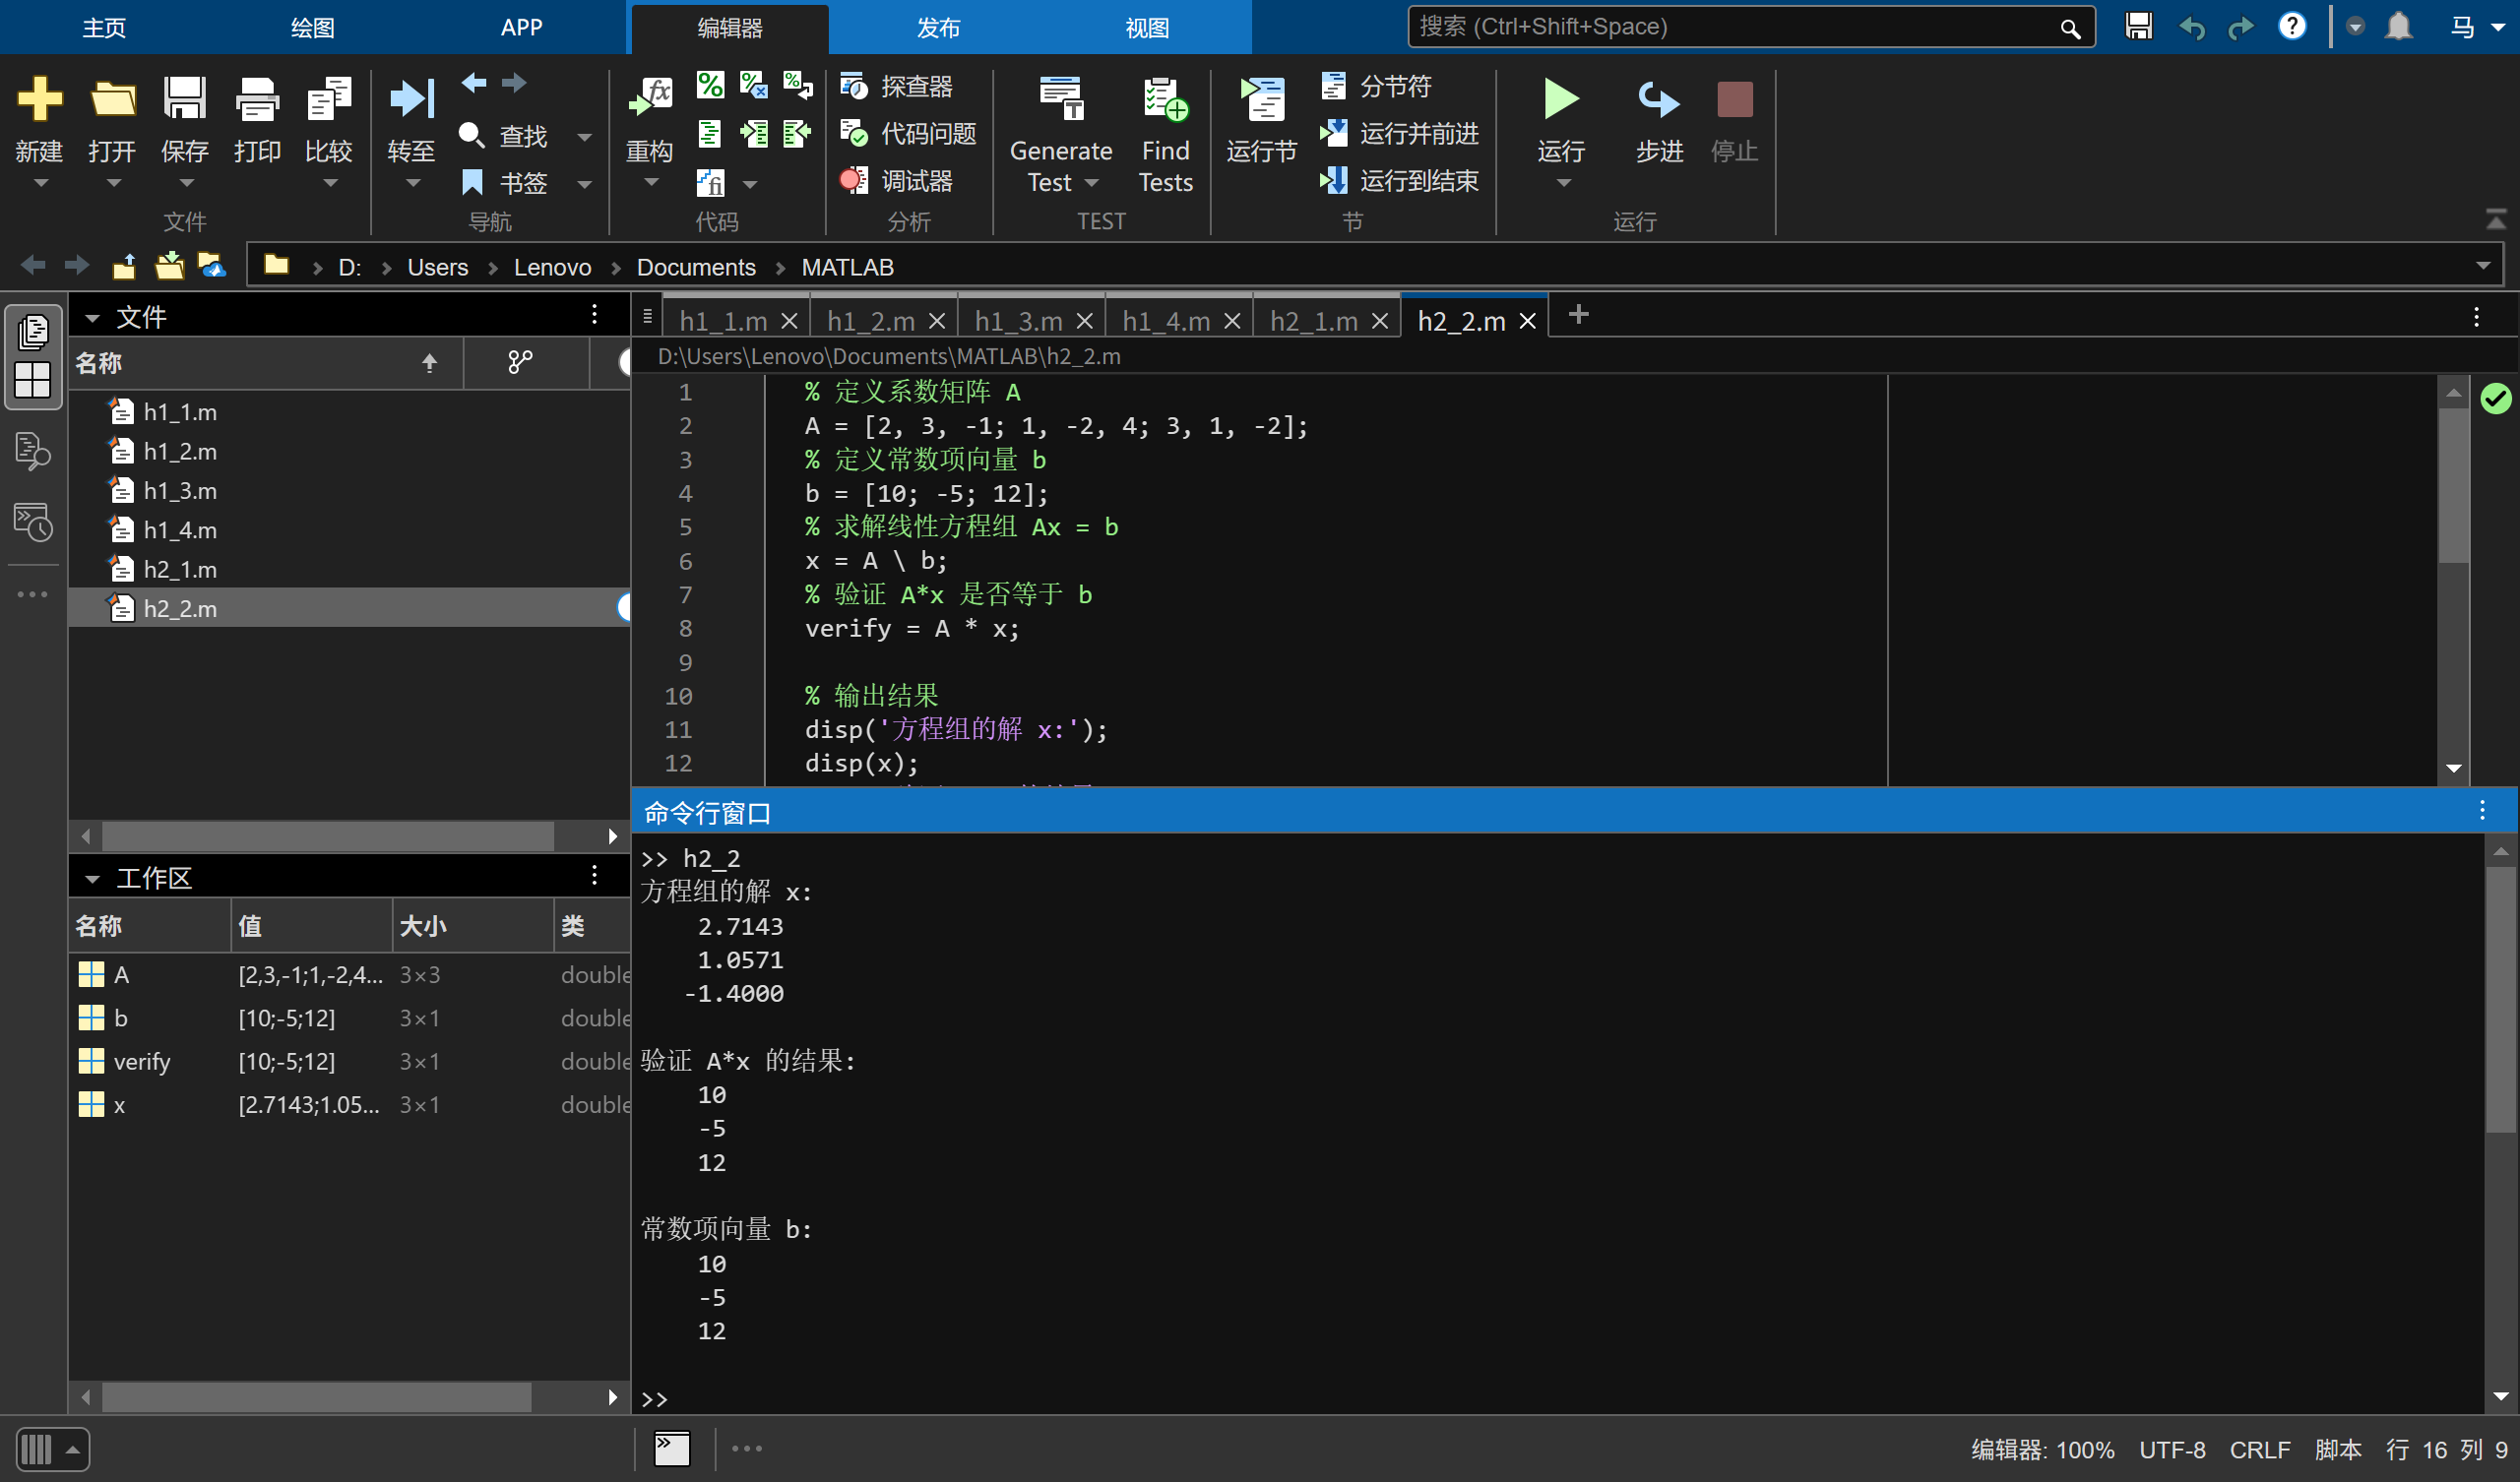 主页 绘图 APP 编辑器 发布 视图 搜索 (Ctrl+Shift+Space) 马
新建 打开 保存 打印 比较 转至 查找 书签 重构 探查器 代码问题 调试器 Generate Test Find Tests 运行节 分节符 运行并前进 运行到结束 运行 步进 停止
文件 导航 代码 分析 TEST 节 运行
D: Users Lenovo Documents MATLAB
文件
名称
h1_1.m
h1_2.m
h1_3.m
h1_4.m
h2_1.m
h2_2.m
工作区
名称 值 大小 类
A [2,3,-1;1,-2,4... 3×3 double
b [10;-5;12] 3×1 double
verify [10;-5;12] 3×1 double
x [2.7143;1.05... 3×1 double
h1_1.m h1_2.m h1_3.m h1_4.m h2_1.m h2_2.m
D:\Users\Lenovo\Documents\MATLAB\h2_2.m
1 % 定义系数矩阵 A
2 A = [2, 3, -1; 1, -2, 4; 3, 1, -2];
3 % 定义常数项向量 b
4 b = [10; -5; 12];
5 % 求解线性方程组 Ax = b
6 x = A \ b;
7 % 验证 A*x 是否等于 b
8 verify = A * x;
9
10 % 输出结果
11 disp('方程组的解 x:');
12 disp(x);
命令行窗口
>> h2_2
方程组的解 x:
2.7143
1.0571
-1.4000
验证 A*x 的结果:
10
-5
12
常数项向量 b:
10
-5
12
>>
编辑器: 100% UTF-8 CRLF 脚本 行 16 列 9